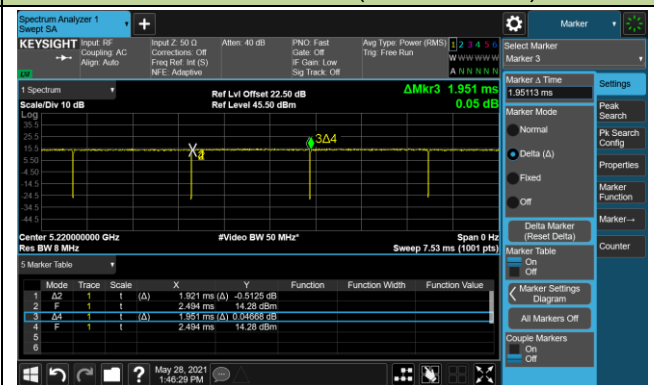 Spectrum Analyzer 1
Swept SA
+
Marker
KEYSIGHT
Input: RF
Coupling: AC
Align: Auto
Input Z: 50 Ω
Corrections: Off
Freq Ref: Int (S)
NFE: Adaptive
Atten: 40 dB
PNO: Fast
Gate: Off
IF Gain: Low
Sig Track: Off
Avg Type: Power (RMS)
Trig: Free Run
1 2 3 4 5 6
W W W W W W
A N N N N N
Select Marker
Marker 3
1 Spectrum
Scale/Div 10 dB
Ref Lvl Offset 22.50 dB
Ref Level 45.50 dBm
ΔMkr3 1.951 ms
0.05 dB
Log
35.5
25.5
15.5
5.50
-4.50
-14.5
-24.5
-34.5
-44.5
3Δ4
Center 5.220000000 GHz
Res BW 8 MHz
#Video BW 50 MHz*
Span 0 Hz
Sweep 7.53 ms (1001 pts)
5 Marker Table
Mode Trace Scale X Y Function Function Width Function Value
1 Δ2 1 t (Δ) 1.921 ms (Δ) -0.5125 dB
2 F 1 t 2.494 ms 14.28 dBm
3 Δ4 1 t (Δ) 1.951 ms (Δ) 0.04668 dB
4 F 1 t 2.494 ms 14.28 dBm
5
6
Marker Δ Time
1.95113 ms
Marker Mode
Normal
Delta (Δ)
Fixed
Off
Delta Marker
(Reset Delta)
Marker Table
On
Off
Marker Settings
Diagram
All Markers Off
Couple Markers
On
Off
Settings
Peak
Search
Pk Search
Config
Properties
Marker
Function
Marker→
Counter
?
May 28, 2021
1:46:29 PM